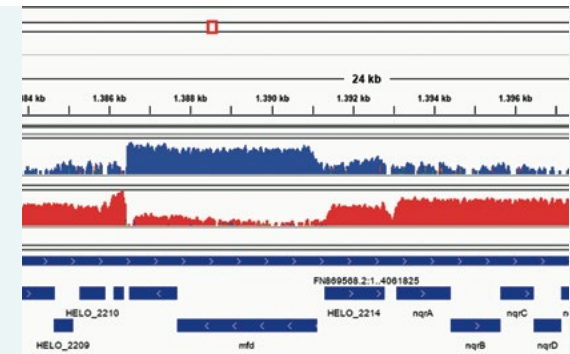 24 kb
384 kb 1.386 kb 1.388 kb 1.390 kb 1.392 kb 1.394 kb 1.396 kb
FN869568.2:1..4061825
HELO_2210 HELO_2214 nqrA nqrC
HELO_2209 mfd nqrB nqrD